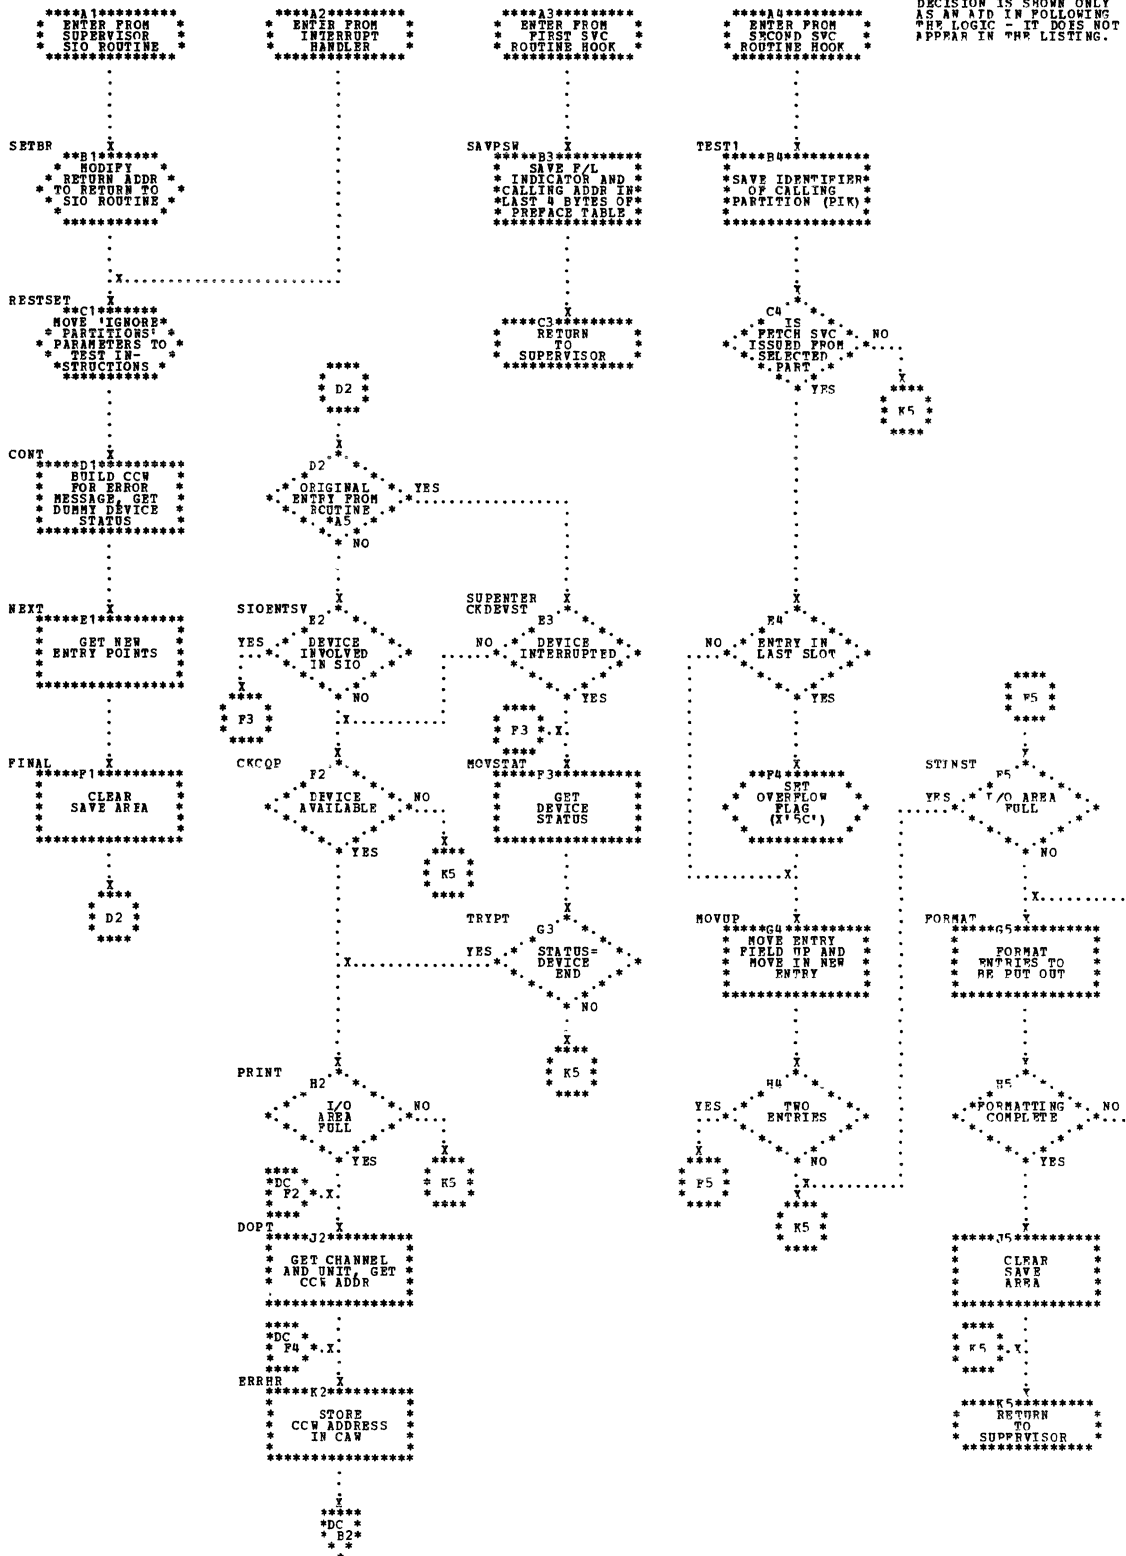 DECISION IS SHOWN ONLY
AS AN AID IN FOLLOWING
THE LOGIC - IT DOES NOT
APPEAR IN THE LISTING.
A1
ENTER FROM
SUPERVISOR
SIO ROUTINE
A2
ENTER FROM
INTERRUPT
HANDLER
A3
ENTER FROM
FIRST SVC
ROUTINE HOOK
A4
ENTER FROM
SECOND SVC
ROUTINE HOOK
SETBR
B1
MODIFY
RETURN ADDR
TO RETURN TO
SIO ROUTINE
SAVPSW
B3
SAVE F/L
INDICATOR AND
CALLING ADDR IN
LAST 4 BYTES OF
PREFACE TABLE
TEST1
B4
SAVE IDENTIFIER
OF CALLING
PARTITION (PIK)
RESTSET
C1
MOVE 'IGNORE
PARTITIONS'
PARAMETERS TO
TEST IN-
STRUCTIONS
C3
RETURN
TO
SUPERVISOR
C4
IS
FETCH SVC
ISSUED FROM
SELECTED
PART
NO
YES
K5
D2
CONT
D1
BUILD CCW
FOR ERROR
MESSAGE, GET
DUMMY DEVICE
STATUS
D2
ORIGINAL
ENTRY FROM
ROUTINE
A5
YES
NO
NEXT
E1
GET NEW
ENTRY POINTS
SIOENTSV
E2
DEVICE
INVOLVED
IN SIO
YES
NO
F3
SUPENTER
CKDEVST
E3
DEVICE
INTERRUPTED
NO
YES
F3
E4
ENTRY IN
LAST SLOT
NO
YES
F5
FINAL
F1
CLEAR
SAVE AREA
D2
CKCQP
F2
DEVICE
AVAILABLE
NO
YES
K5
MOVSTAT
F3
GET
DEVICE
STATUS
F4
SET
OVERFLOW
FLAG
(X'5C')
STINST
F5
I/O AREA
FULL
YES
NO
TRYPT
G3
STATUS=
DEVICE
END
YES
NO
K5
MOVUP
G4
MOVE ENTRY
FIELD UP AND
MOVE IN NEW
ENTRY
FORMAT
G5
FORMAT
ENTRIES TO
BE PUT OUT
PRINT
H2
I/O
AREA
FULL
NO
YES
K5
H4
TWO
ENTRIES
YES
NO
F5
K5
H5
FORMATTING
COMPLETE
NO
YES
DC
F2
DOPT
J2
GET CHANNEL
AND UNIT, GET
CCW ADDR
J5
CLEAR
SAVE
AREA
DC
F4
K5
ERRHR
K2
STORE
CCW ADDRESS
IN CAW
K5
RETURN
TO
SUPERVISOR
DC
B2